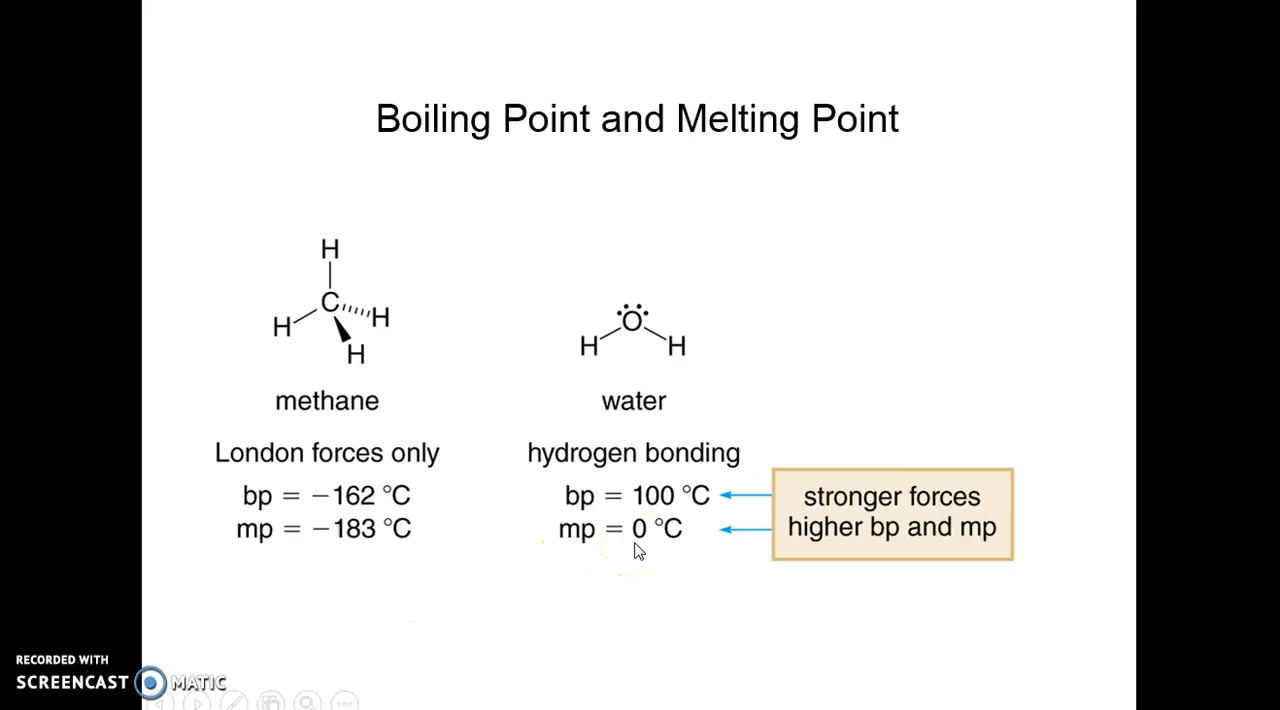 Boiling Point and Melting Point
H
C
H
H
H
O
H
H
methane
water
London forces only
hydrogen bonding
bp = −162 °C
bp = 100 °C
stronger forces
mp = −183 °C
mp = 0 °C
higher bp and mp
RECORDED WITH
SCREENCAST MATIC